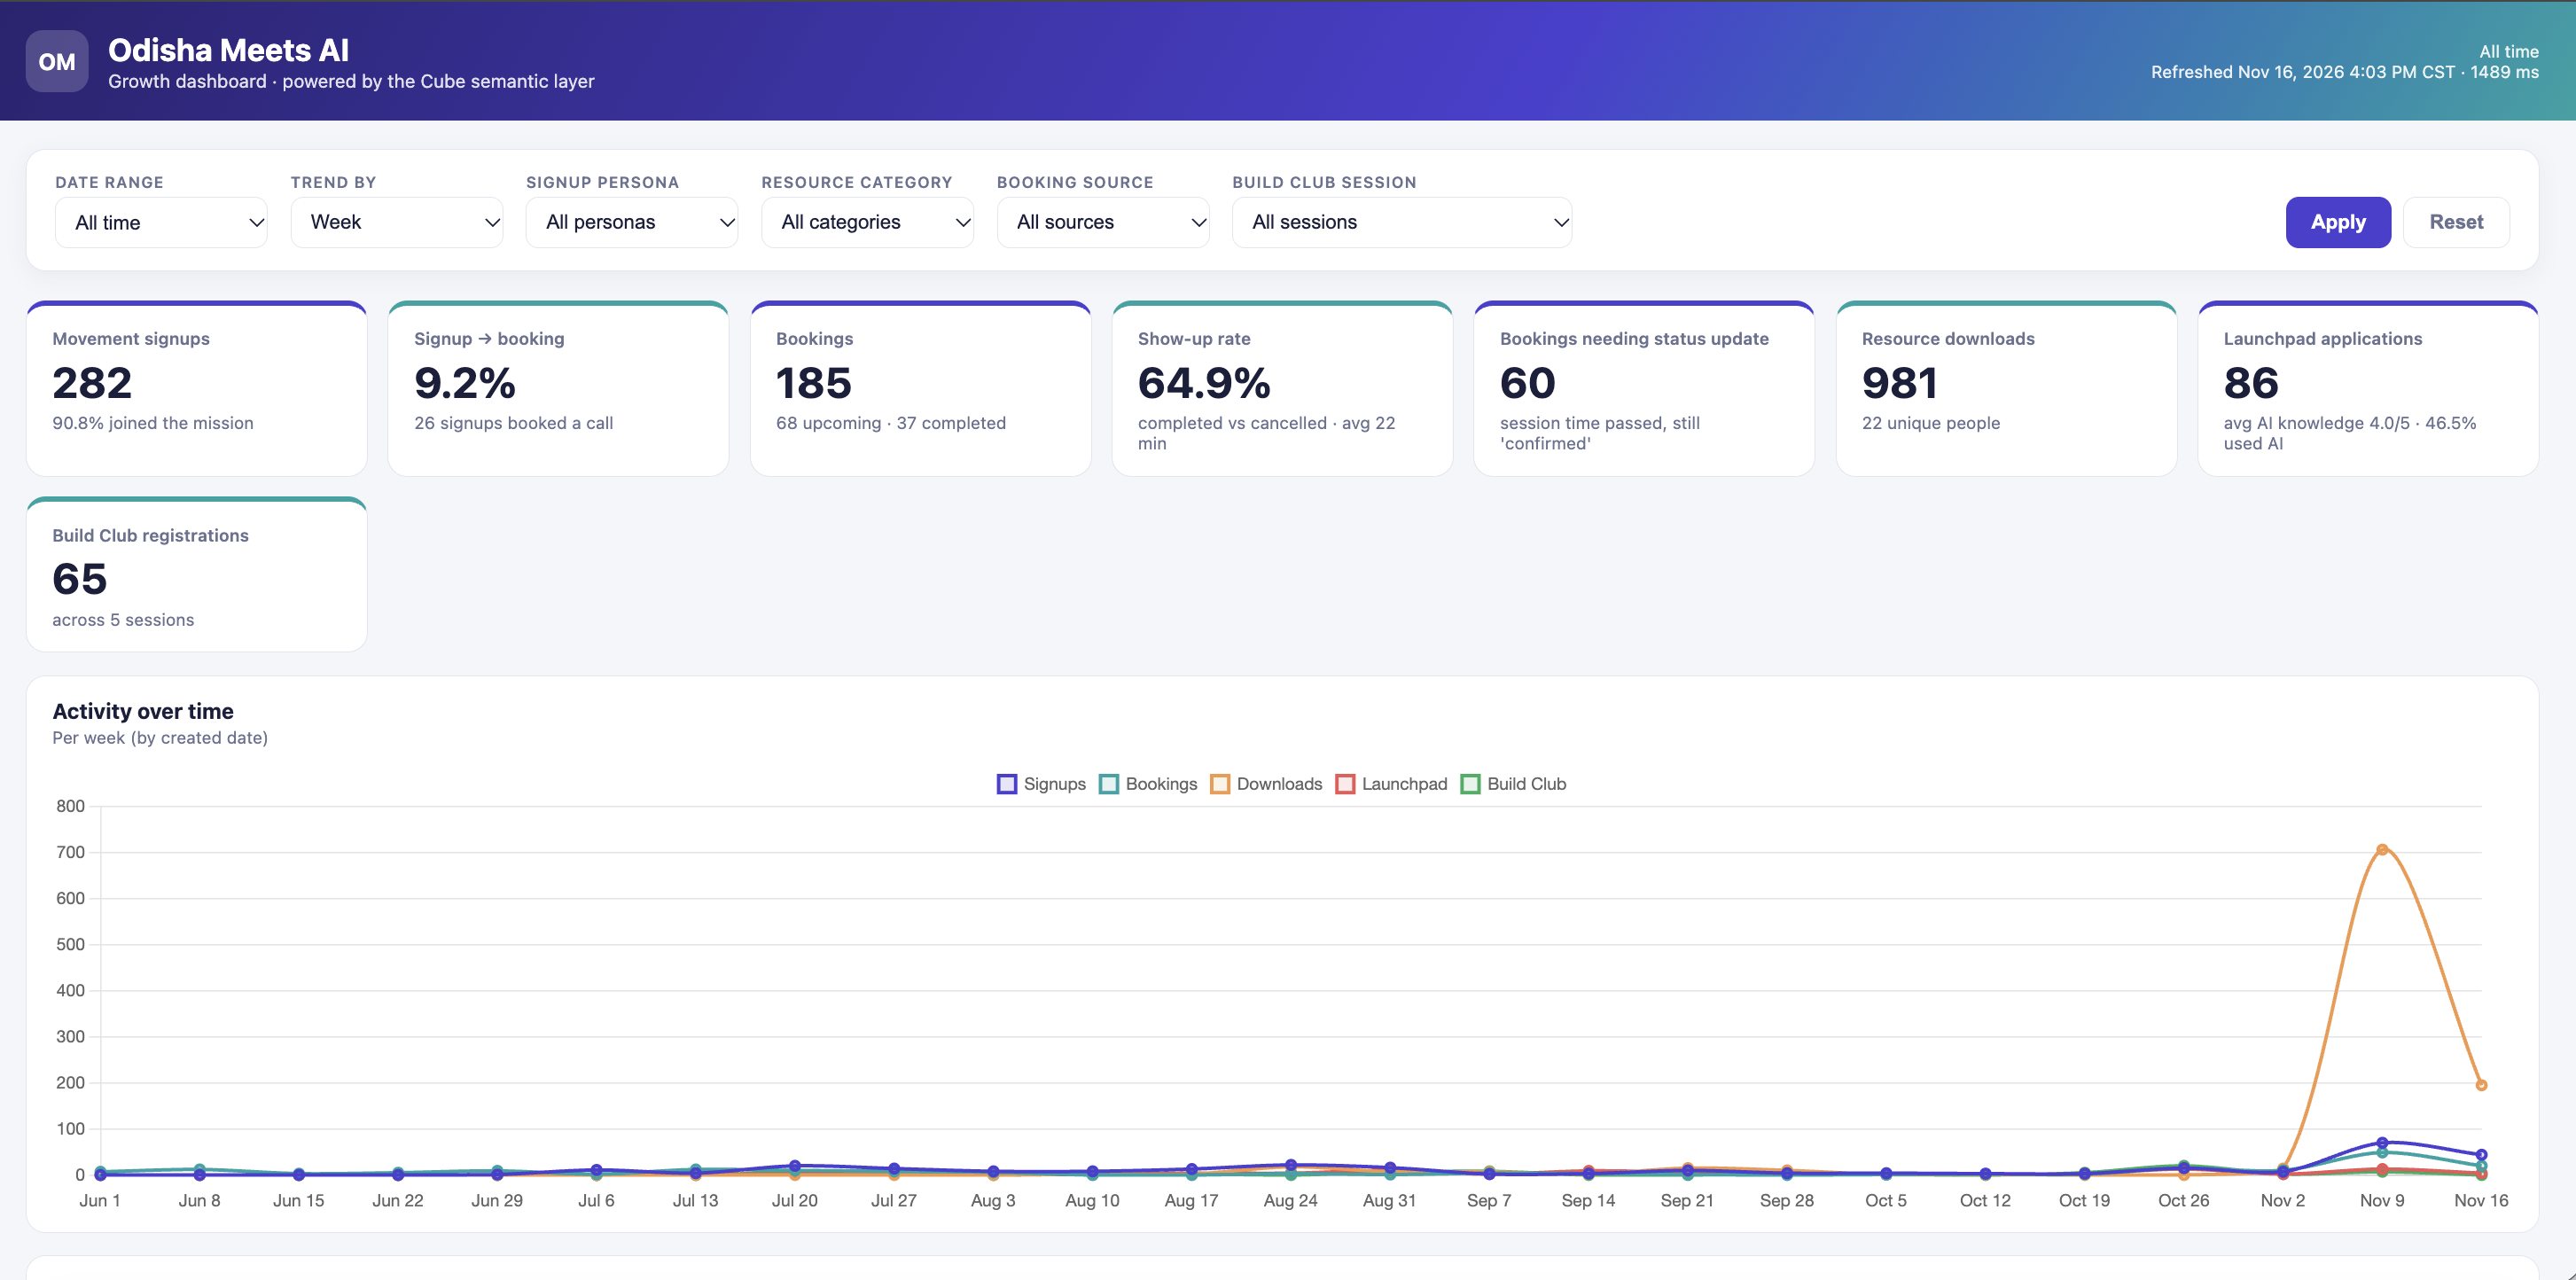 OM
Odisha Meets AI
Growth dashboard · powered by the Cube semantic layer
All time
Refreshed Nov 16, 2026 4:03 PM CST · 1489 ms
DATE RANGE
All time
TREND BY
Week
SIGNUP PERSONA
All personas
RESOURCE CATEGORY
All categories
BOOKING SOURCE
All sources
BUILD CLUB SESSION
All sessions
Apply
Reset
Movement signups
282
90.8% joined the mission
Signup → booking
9.2%
26 signups booked a call
Bookings
185
68 upcoming · 37 completed
Show-up rate
64.9%
completed vs cancelled · avg 22
min
Bookings needing status update
60
session time passed, still
'confirmed'
Resource downloads
981
22 unique people
Launchpad applications
86
avg AI knowledge 4.0/5 · 46.5%
used AI
Build Club registrations
65
across 5 sessions
Activity over time
Per week (by created date)
Signups Bookings Downloads Launchpad Build Club
800
700
600
500
400
300
200
100
0
Jun 1 Jun 8 Jun 15 Jun 22 Jun 29 Jul 6 Jul 13 Jul 20 Jul 27 Aug 3 Aug 10 Aug 17 Aug 24 Aug 31 Sep 7 Sep 14 Sep 21 Sep 28 Oct 5 Oct 12 Oct 19 Oct 26 Nov 2 Nov 9 Nov 16